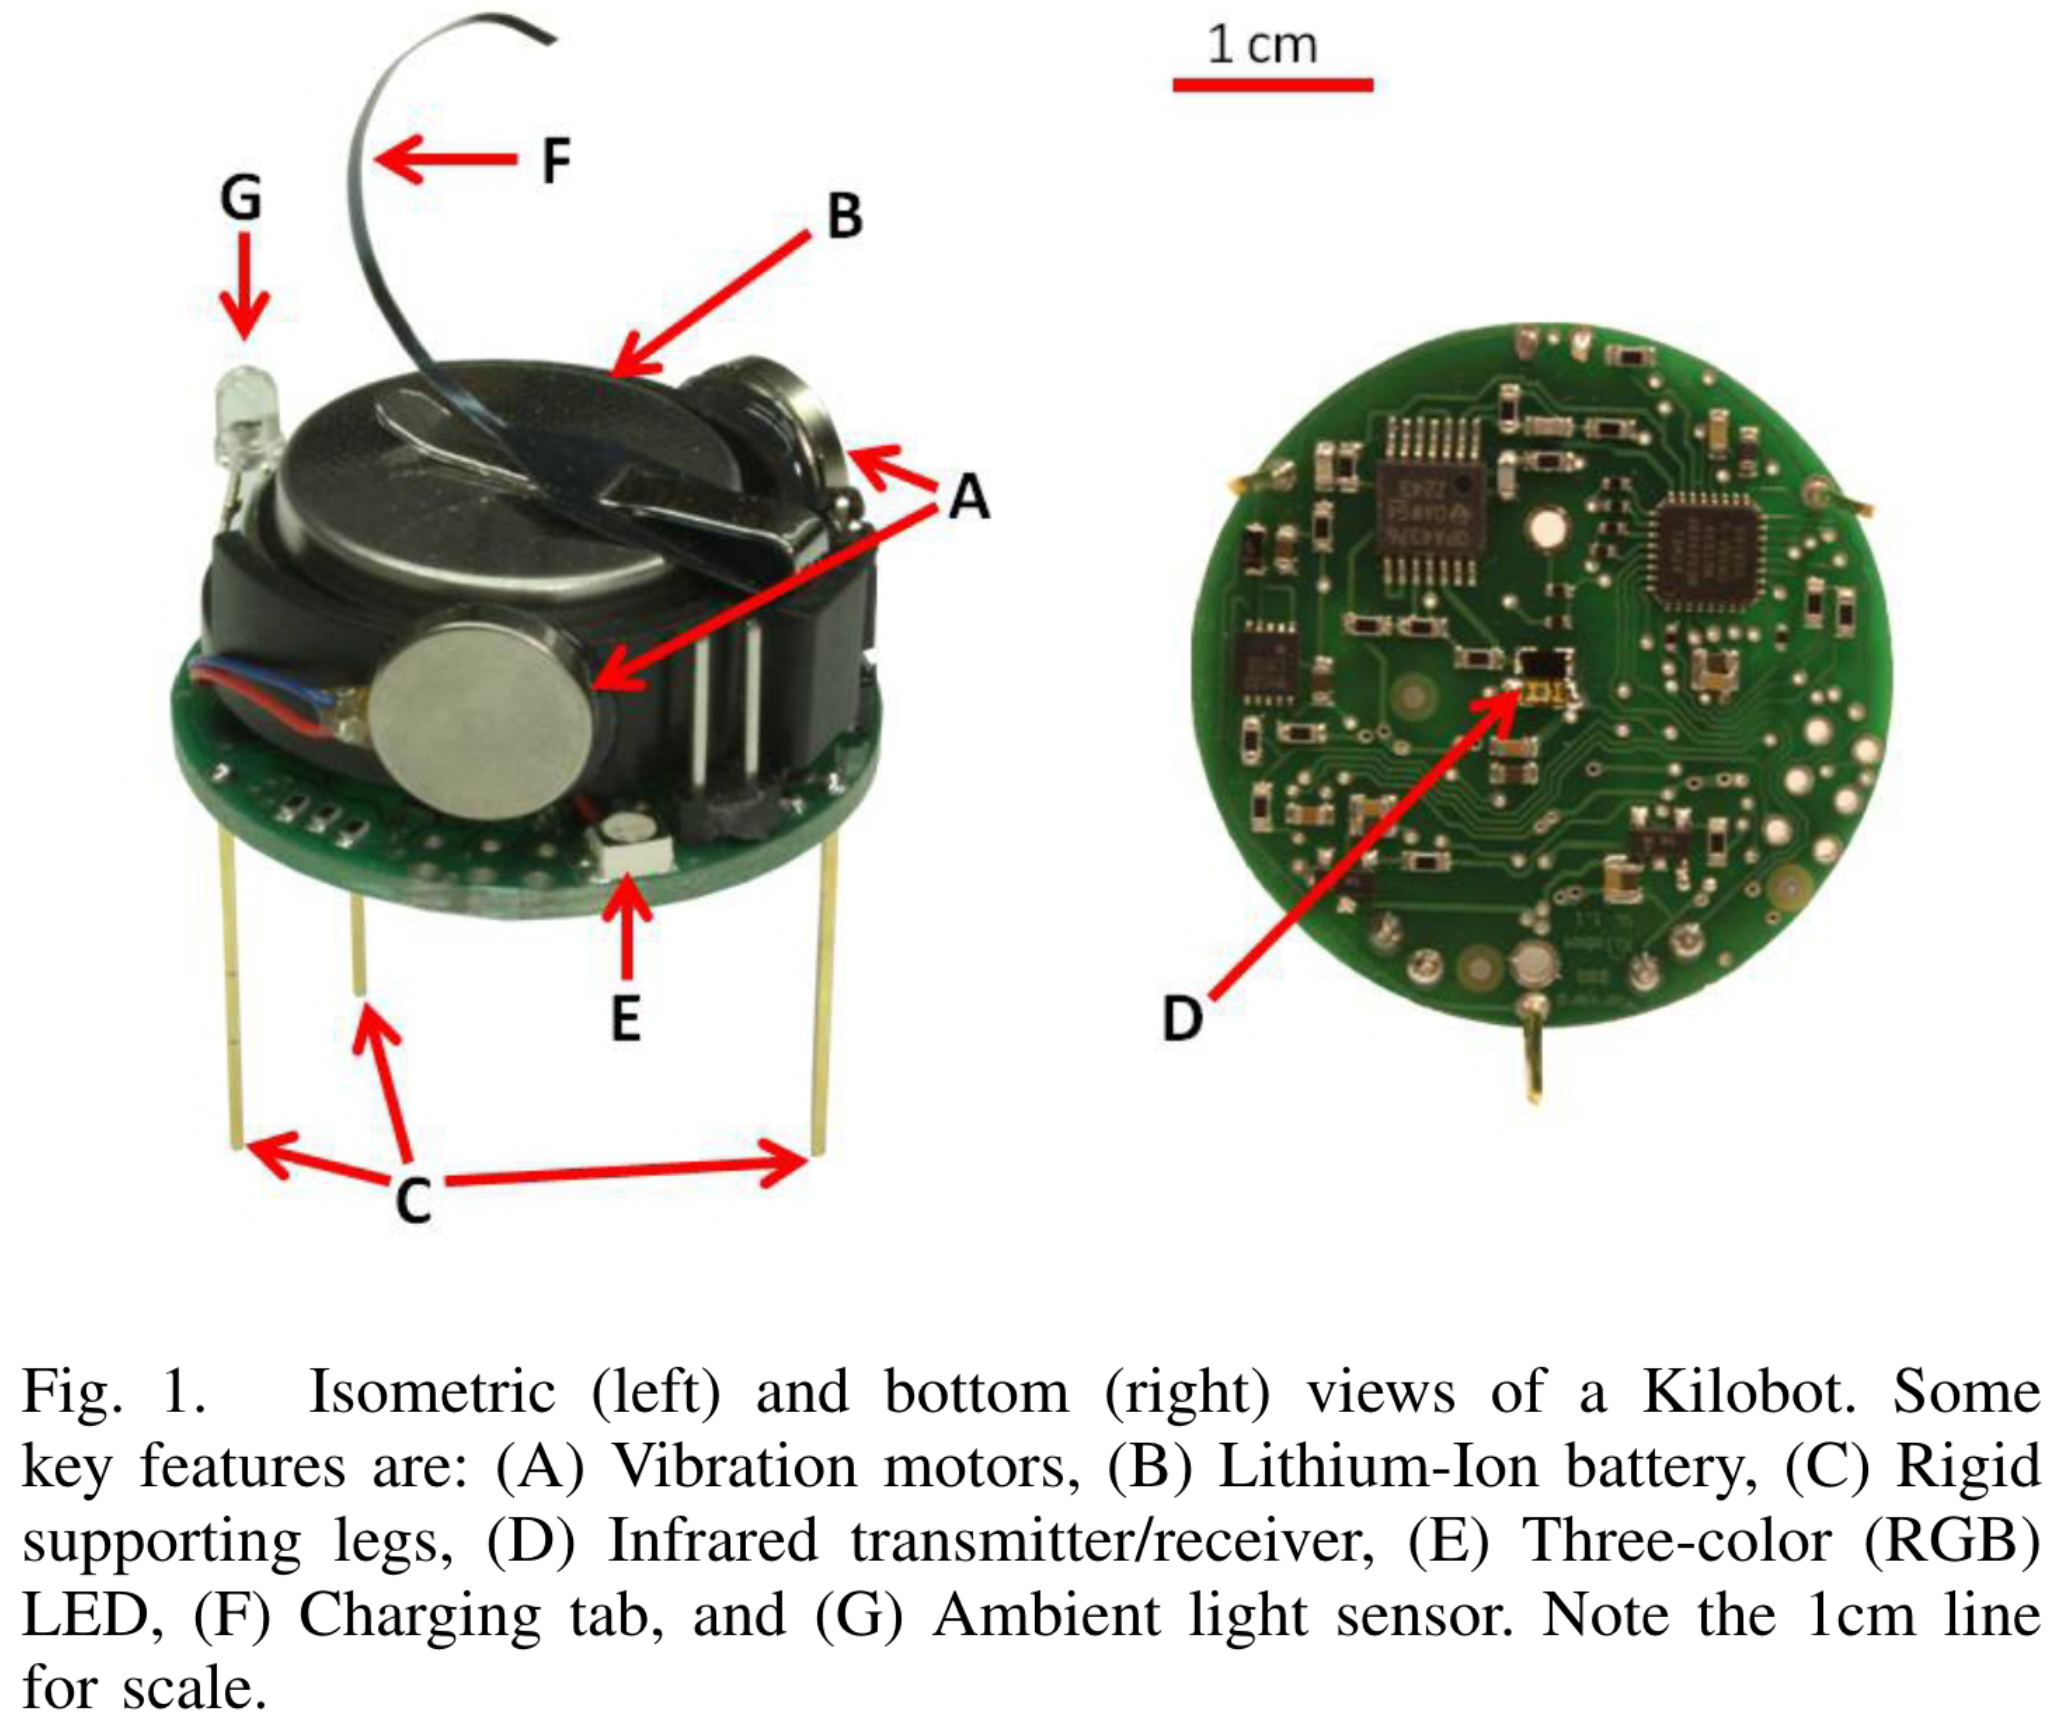 1 cm
F
G
B
A
E
D
C
Fig. 1. Isometric (left) and bottom (right) views of a Kilobot. Some
key features are: (A) Vibration motors, (B) Lithium-Ion battery, (C) Rigid
supporting legs, (D) Infrared transmitter/receiver, (E) Three-color (RGB)
LED, (F) Charging tab, and (G) Ambient light sensor. Note the 1cm line
for scale.